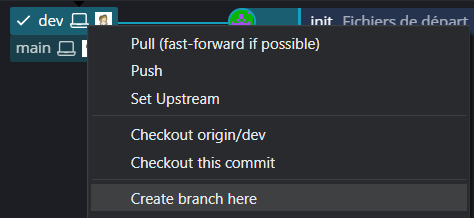 dev init Fichiers de départ
main
Pull (fast-forward if possible)
Push
Set Upstream
Checkout origin/dev
Checkout this commit
Create branch here